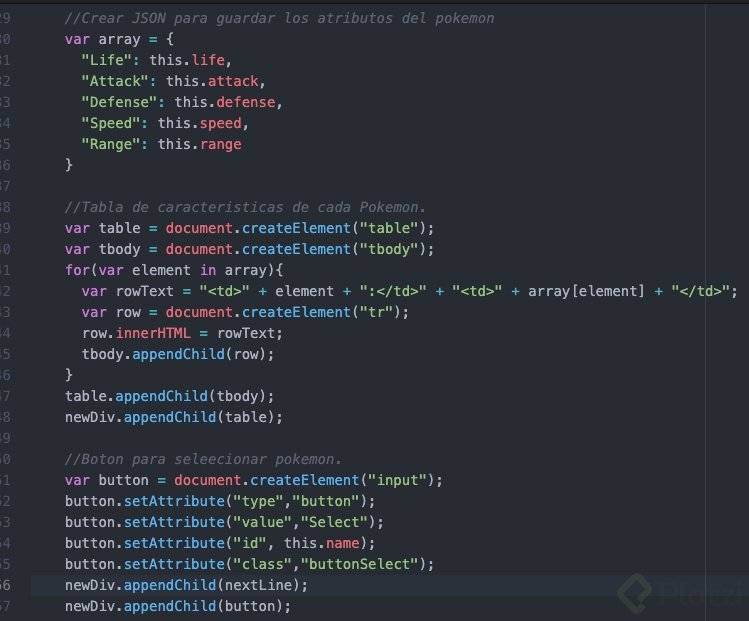 29 //Crear JSON para guardar los atributos del pokemon
30 var array = {
31 "Life": this.life,
32 "Attack": this.attack,
33 "Defense": this.defense,
34 "Speed": this.speed,
35 "Range": this.range
36 }
37
38 //Tabla de caracteristicas de cada Pokemon.
39 var table = document.createElement("table");
40 var tbody = document.createElement("tbody");
41 for(var element in array){
42 var rowText = "<td>" + element + ":</td>" + "<td>" + array[element] + "</td>";
43 var row = document.createElement("tr");
44 row.innerHTML = rowText;
45 tbody.appendChild(row);
46 }
47 table.appendChild(tbody);
48 newDiv.appendChild(table);
49
50 //Boton para seleecionar pokemon.
51 var button = document.createElement("input");
52 button.setAttribute("type","button");
53 button.setAttribute("value","Select");
54 button.setAttribute("id", this.name);
55 button.setAttribute("class","buttonSelect");
56 newDiv.appendChild(nextLine);
57 newDiv.appendChild(button);
Platzi